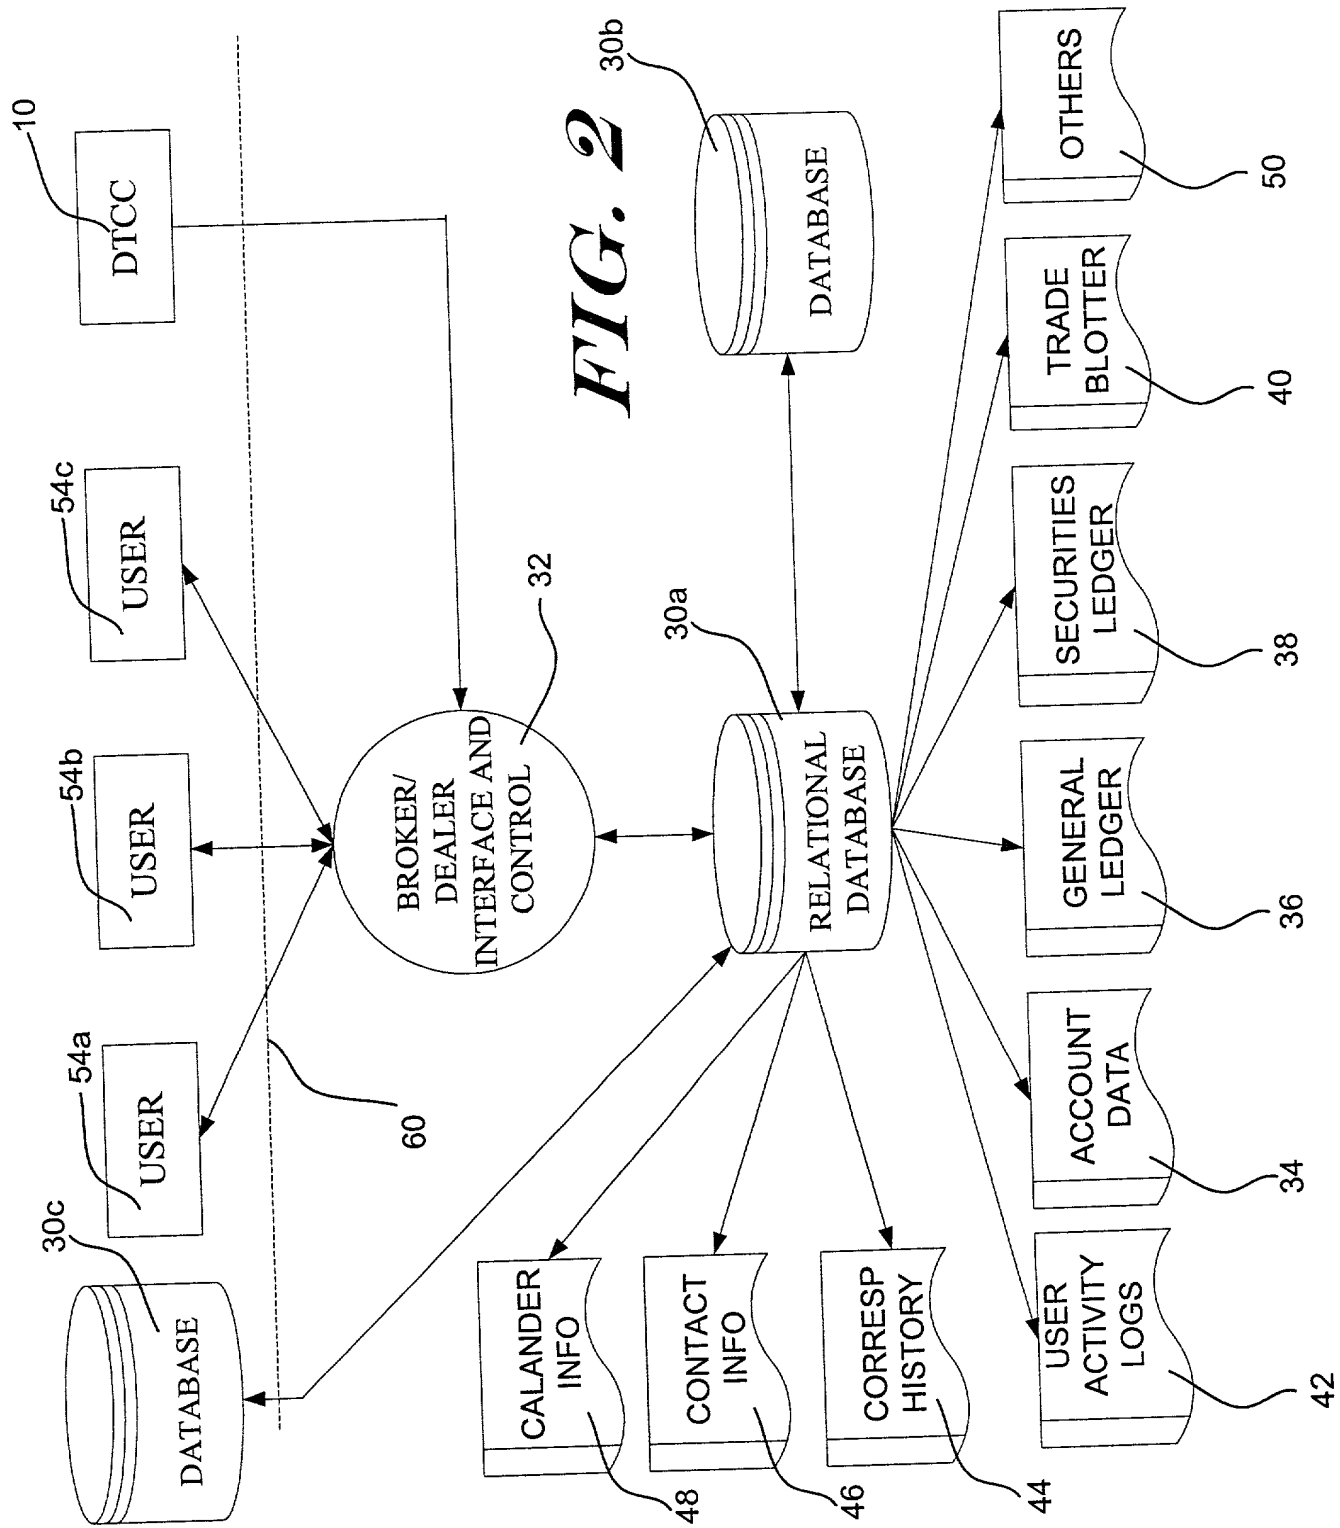 30c
DATABASE
54a
USER
54b
USER
54c
USER
10
DTCC
60
BROKER/
DEALER
INTERFACE AND
CONTROL
32
FIG. 2
CALANDER
INFO
48
CONTACT
INFO
46
CORRESP
HISTORY
44
RELATIONAL
DATABASE
30a
DATABASE
30b
USER
ACTIVITY
LOGS
42
ACCOUNT
DATA
34
GENERAL
LEDGER
36
SECURITIES
LEDGER
38
TRADE
BLOTTER
40
OTHERS
50